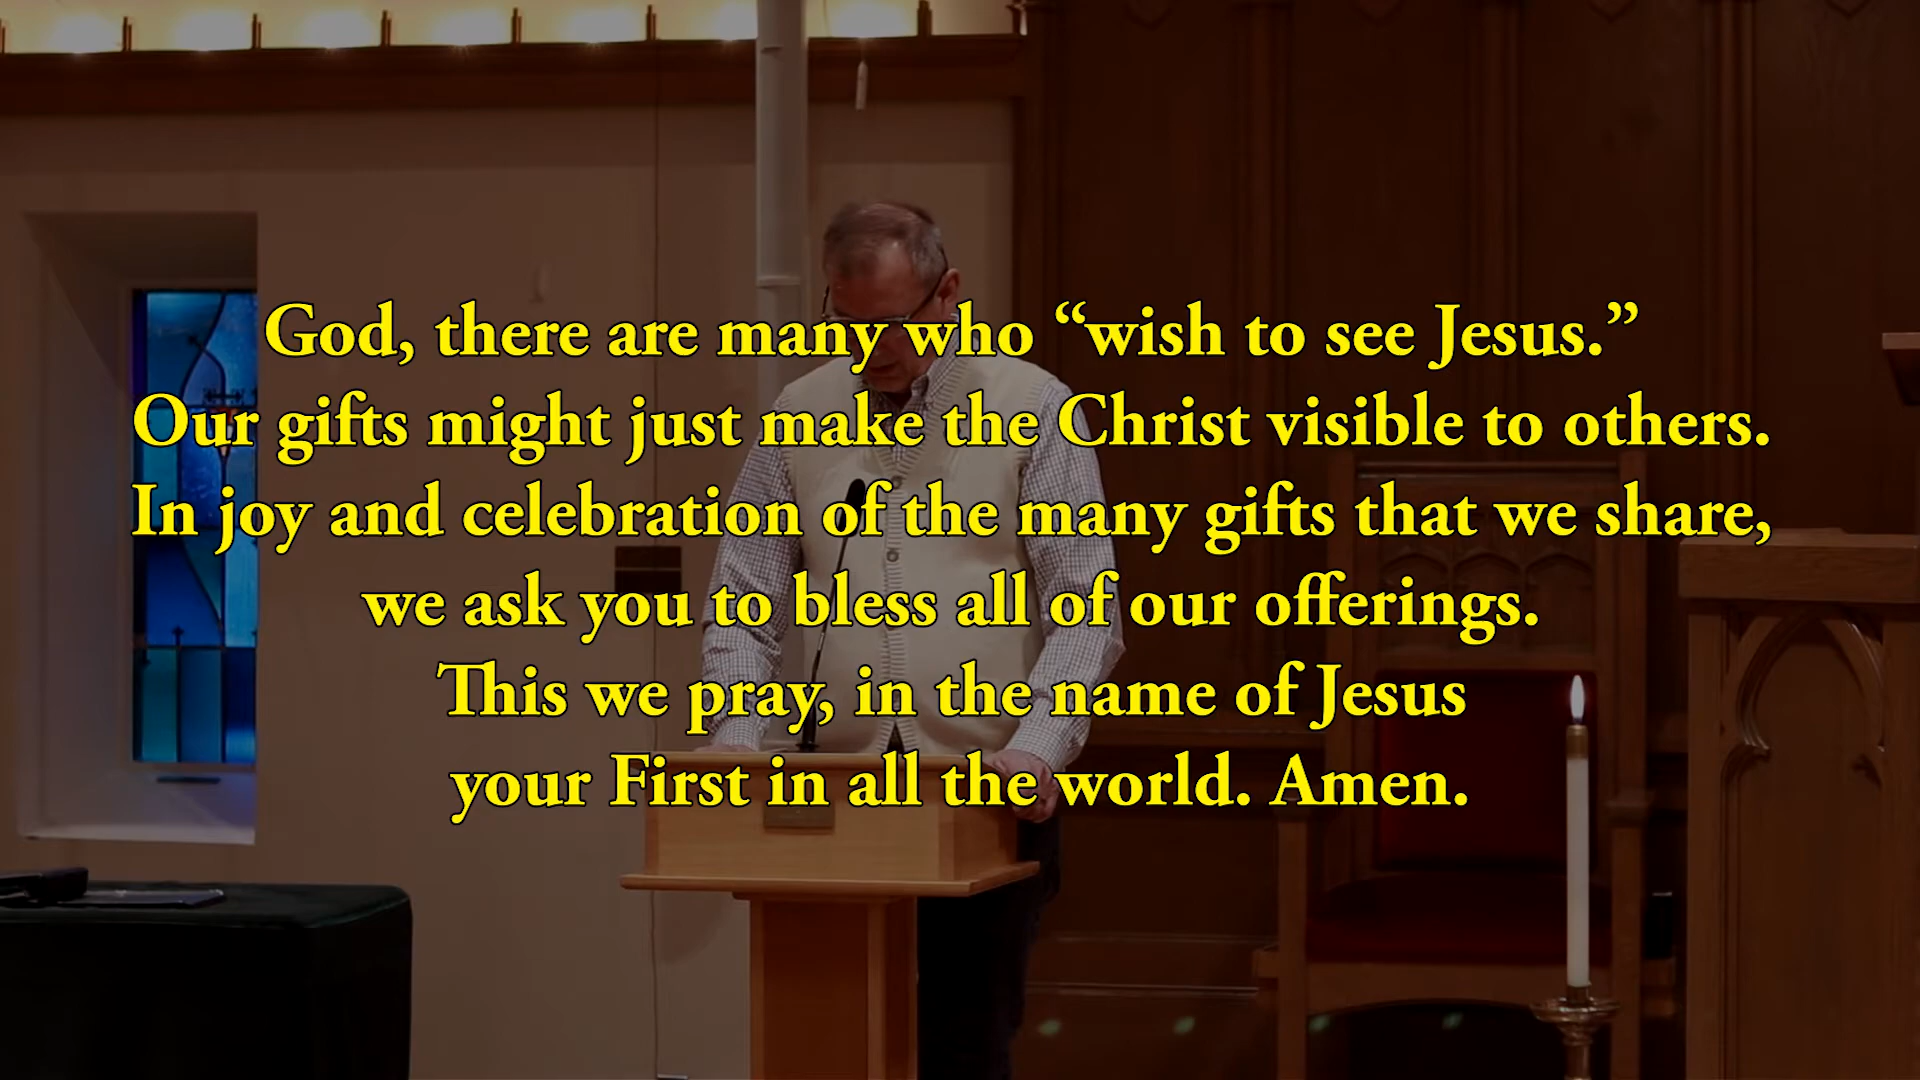 God, there are many who “wish to see Jesus.”
Our gifts might just make the Christ visible to others.
In joy and celebration of the many gifts that we share,
we ask you to bless all of our offerings.
This we pray, in the name of Jesus
your First in all the world. Amen.